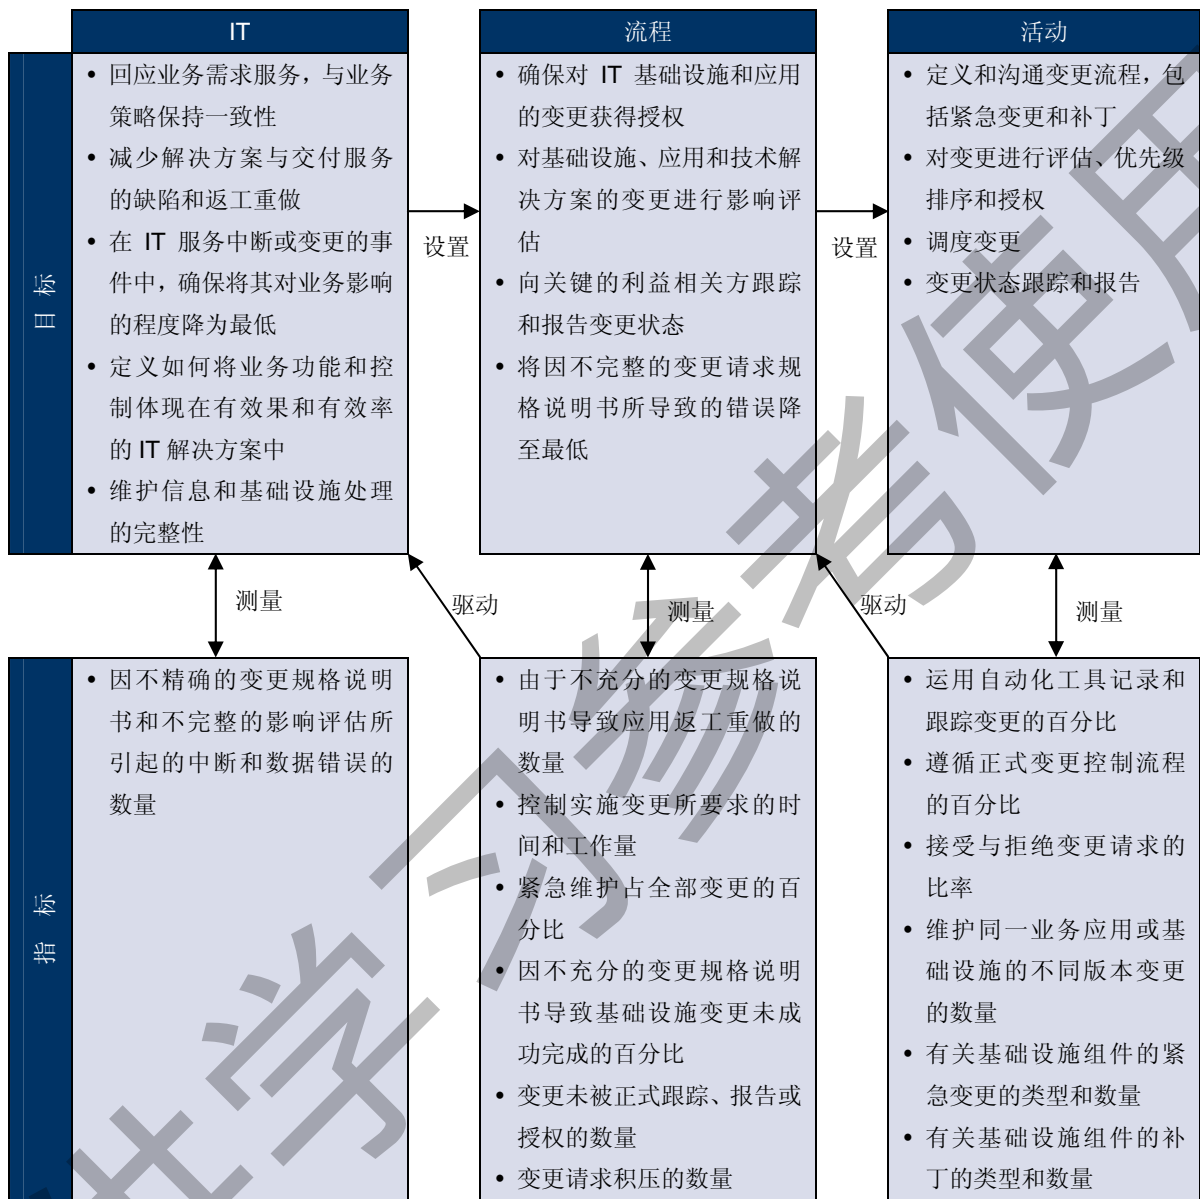 IT
流程
活动
目标
• 回应业务需求服务，与业务
策略保持一致性
• 减少解决方案与交付服务
的缺陷和返工重做
• 在 IT 服务中断或变更的事
件中，确保将其对业务影响
的程度降为最低
• 定义如何将业务功能和控
制体现在有效果和有效率
的 IT 解决方案中
• 维护信息和基础设施处理
的完整性
设置
• 确保对 IT 基础设施和应用
的变更获得授权
• 对基础设施、应用和技术解
决方案的变更进行影响评
估
• 向关键的利益相关方跟踪
和报告变更状态
• 将因不完整的变更请求规
格说明书所导致的错误降
至最低
设置
• 定义和沟通变更流程，包
括紧急变更和补丁
• 对变更进行评估、优先级
排序和授权
• 调度变更
• 变更状态跟踪和报告
测量
驱动
测量
驱动
测量
指标
• 因不精确的变更规格说明
书和不完整的影响评估所
引起的中断和数据错误的
数量
• 由于不充分的变更规格说
明书导致应用返工重做的
数量
• 控制实施变更所要求的时
间和工作量
• 紧急维护占全部变更的百
分比
• 因不充分的变更规格说明
书导致基础设施变更未成
功完成的百分比
• 变更未被正式跟踪、报告或
授权的数量
• 变更请求积压的数量
• 运用自动化工具记录和
跟踪变更的百分比
• 遵循正式变更控制流程
的百分比
• 接受与拒绝变更请求的
比率
• 维护同一业务应用或基
础设施的不同版本变更
的数量
• 有关基础设施组件的紧
急变更的类型和数量
• 有关基础设施组件的补
丁的类型和数量
供学习参考使用